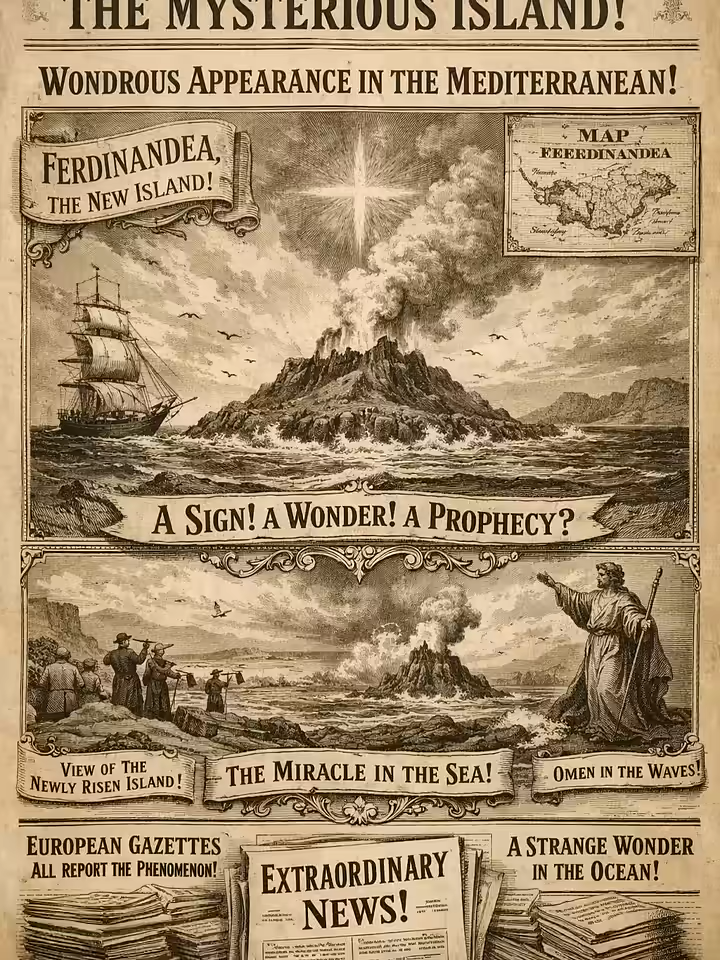 THE MYSTERIOUS ISLAND!
WONDROUS APPEARANCE IN THE MEDITERRANEAN!
FERDINANDEA,
THE NEW ISLAND!
MAP
FEERDINANDEA
A SIGN! A WONDER! A PROPHECY?
VIEW OF THE
NEWLY RISEN ISLAND!
THE MIRACLE IN THE SEA!
OMEN IN THE WAVES!
EUROPEAN GAZETTES
ALL REPORT THE PHENOMENON!
EXTRAORDINARY
NEWS!
A STRANGE WONDER
IN THE OCEAN!